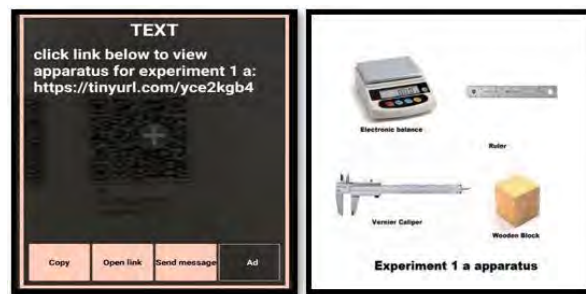 TEXT
click link below to view
apparatus for experiment 1 a:
https://tinyurl.com/yce2kgb4
Copy
Open link
Send message
Ad
Electronic balance
Ruler
Vernier Caliper
Wooden Block
Experiment 1 a apparatus